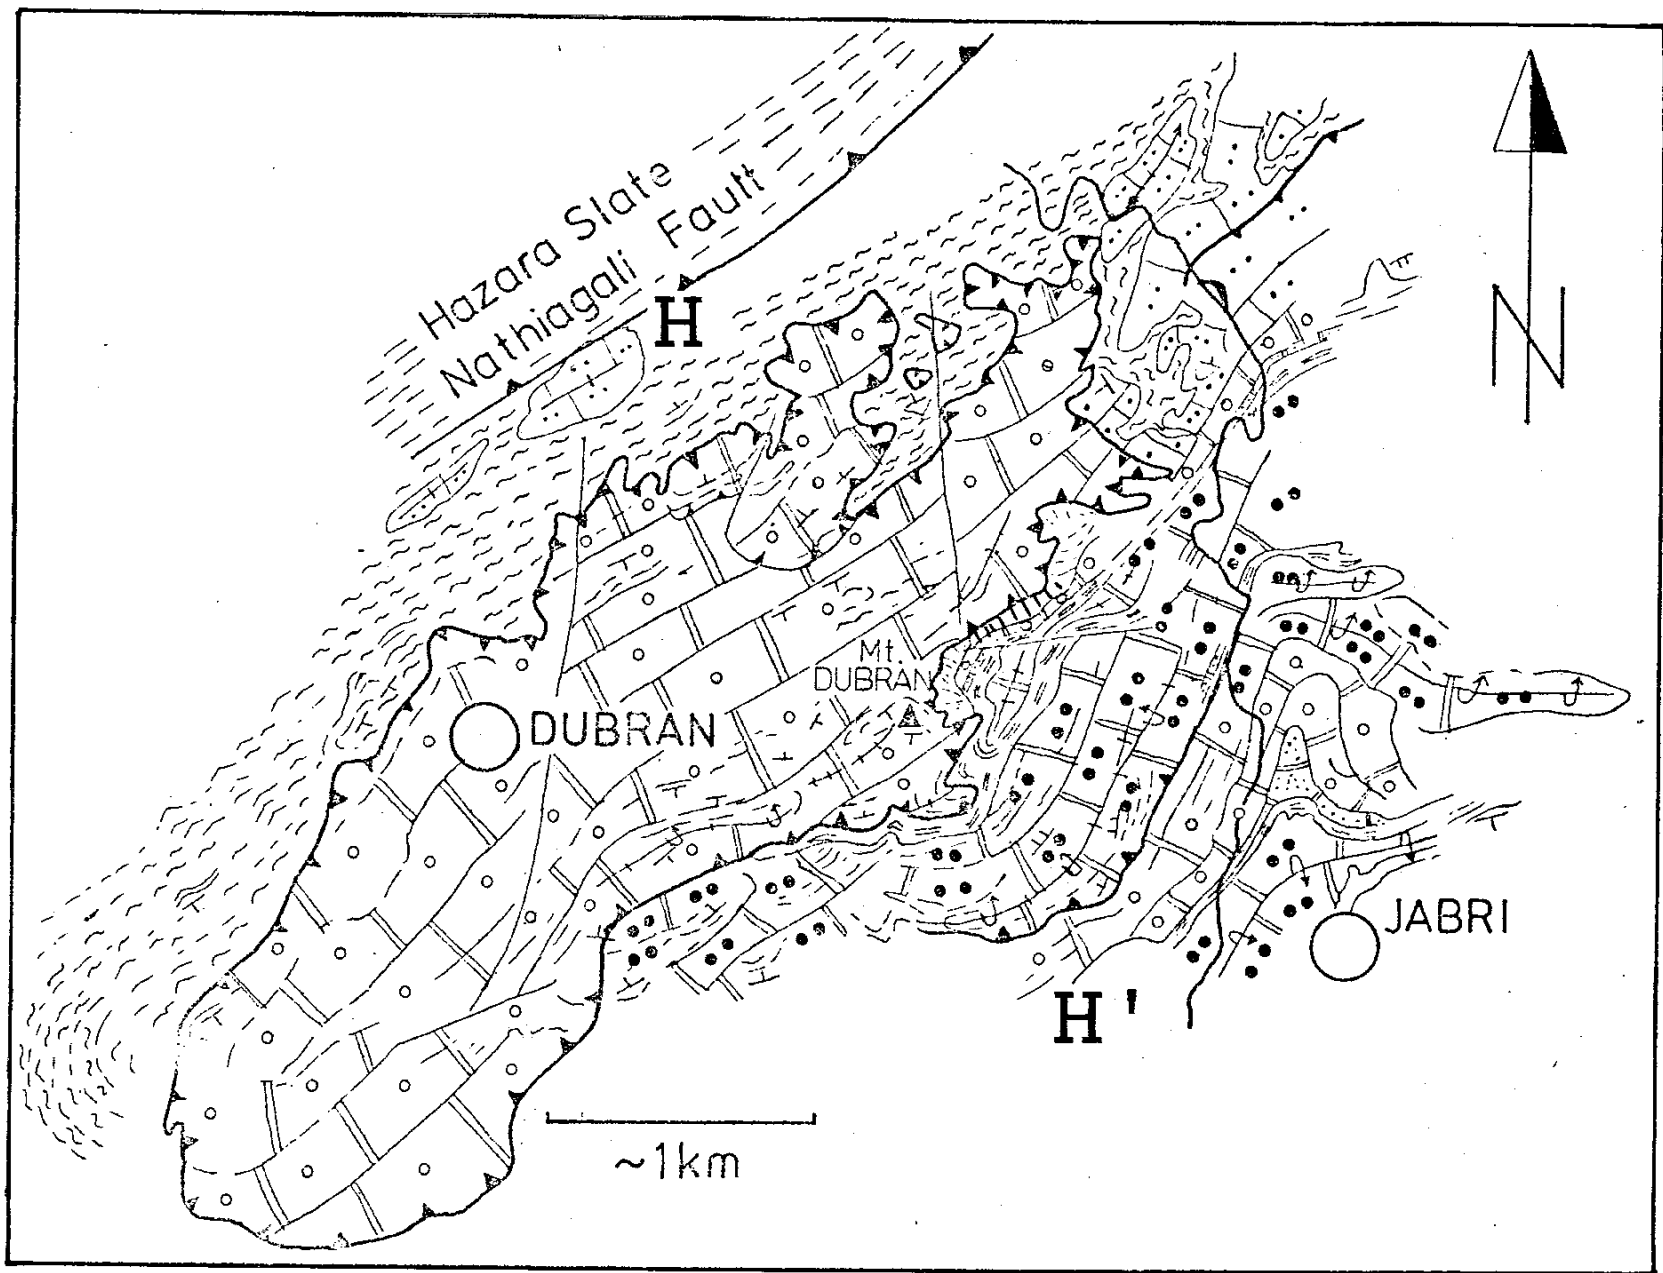 Hazara Slate
Nathiagali Fault
H
N
Mt.
DUBRAN
DUBRAN
JABRI
H'
~1km